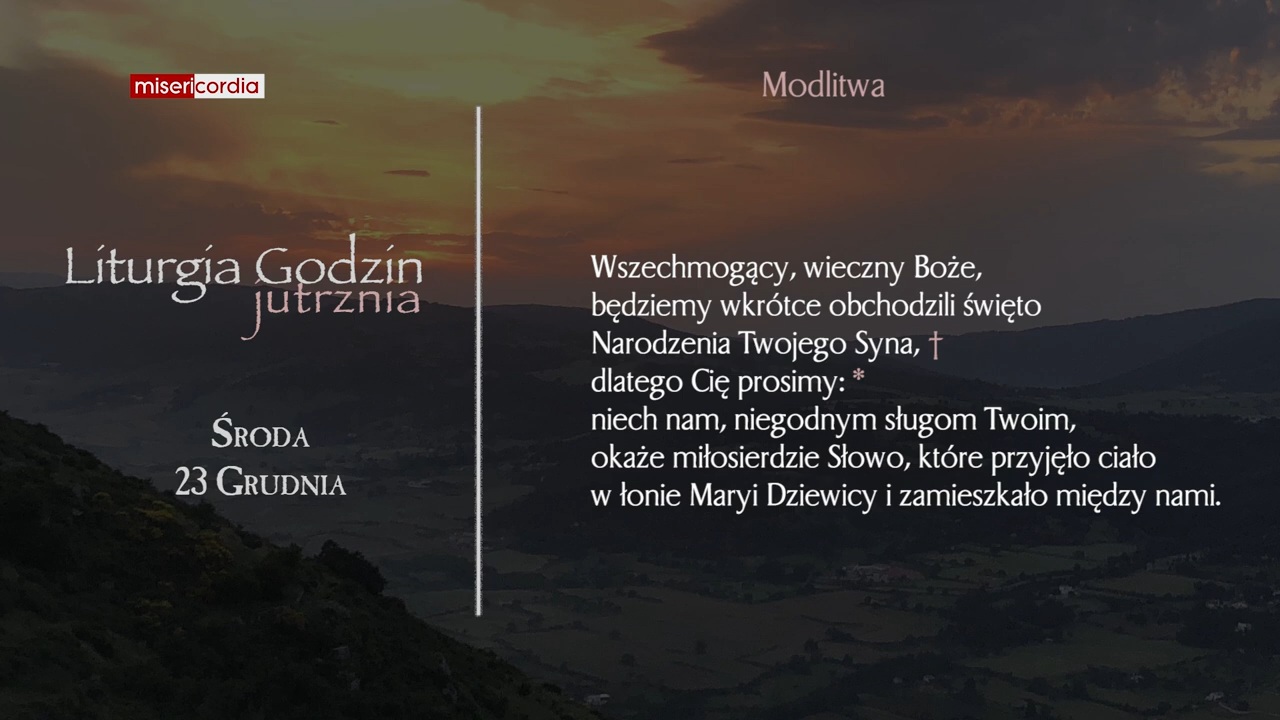 misericordia
Liturgia Godzin
jutrznia
Środa
23 Grudnia
Modlitwa
Wszechmogący, wieczny Boże,
będziemy wkrótce obchodzili święto
Narodzenia Twojego Syna, †
dlatego Cię prosimy: *
niech nam, niegodnym sługom Twoim,
okaże miłosierdzie Słowo, które przyjęło ciało
w łonie Maryi Dziewicy i zamieszkało między nami.